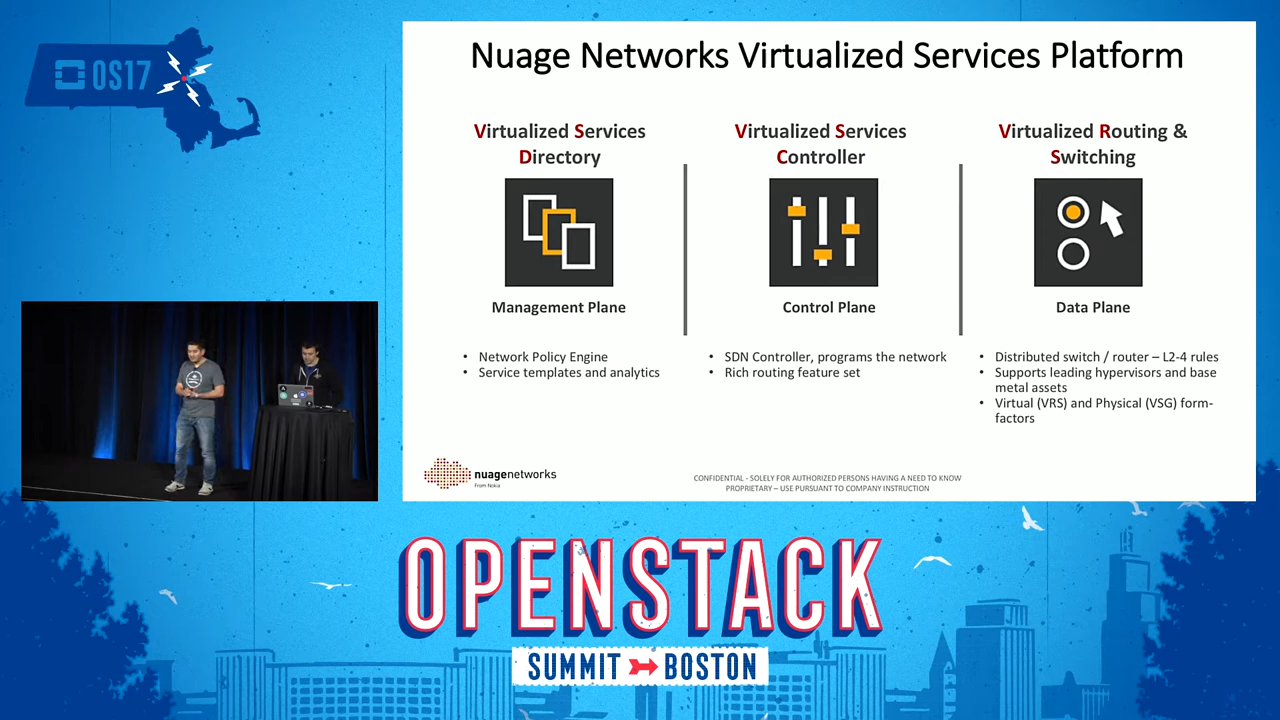 OS17
Nuage Networks Virtualized Services Platform
Virtualized Services
Directory
Management Plane
• Network Policy Engine
• Service templates and analytics
Virtualized Services
Controller
Control Plane
• SDN Controller, programs the network
• Rich routing feature set
Virtualized Routing &
Switching
Data Plane
• Distributed switch / router – L2-4 rules
• Supports leading hypervisors and base
metal assets
• Virtual (VRS) and Physical (VSG) form-
factors
nuagenetworks
From Nokia
CONFIDENTIAL - SOLELY FOR AUTHORIZED PERSONS HAVING A NEED TO KNOW
PROPRIETARY – USE PURSUANT TO COMPANY INSTRUCTION
OPENSTACK
SUMMIT BOSTON